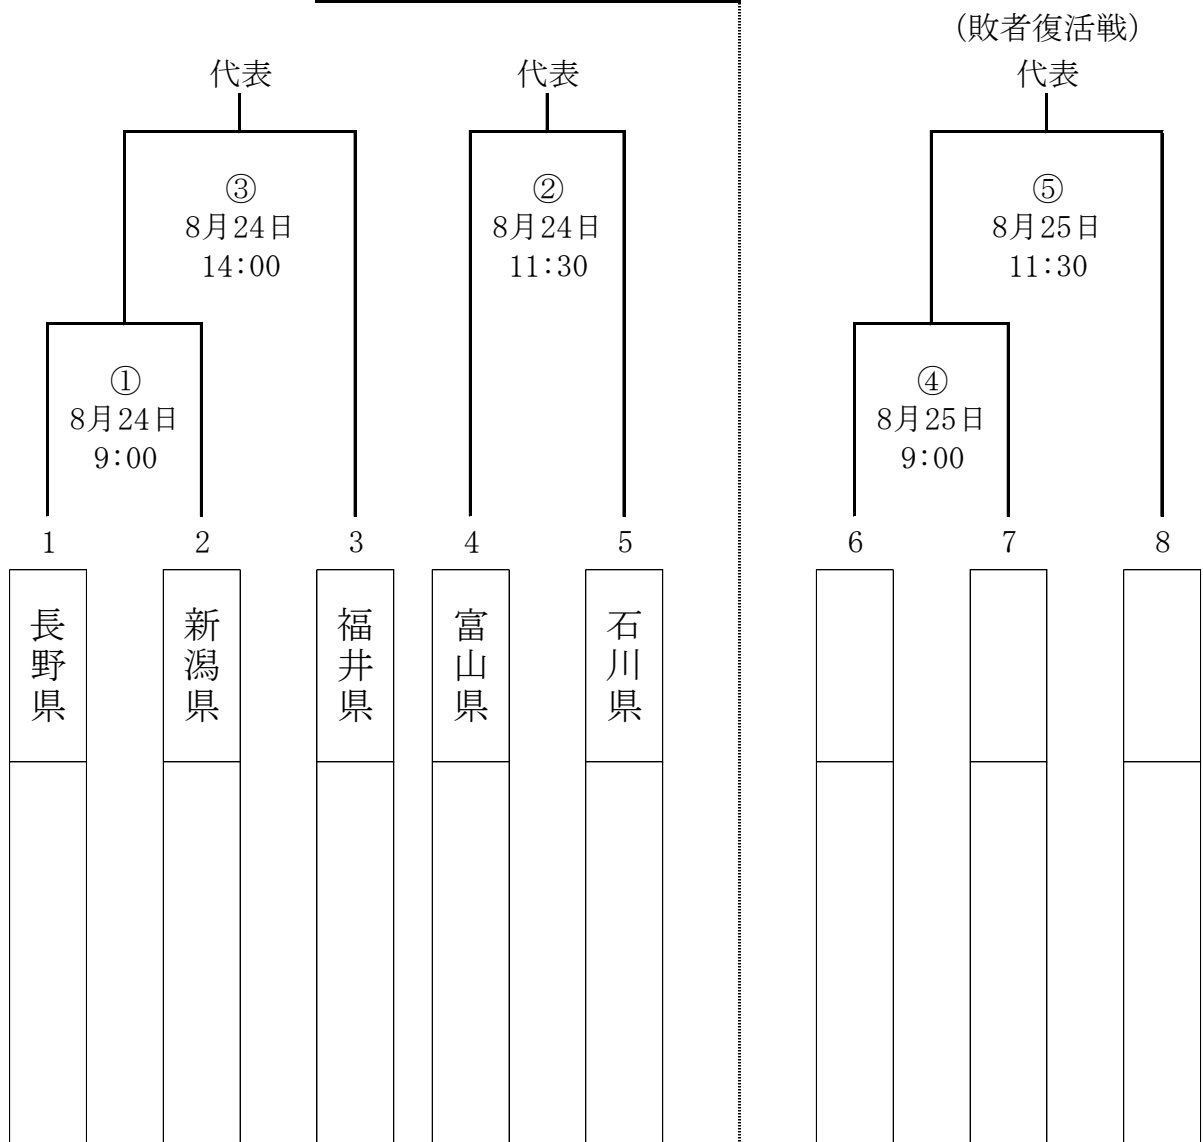 (敗者復活戦)
代表
代表
代表
③
8月24日
14:00
②
8月24日
11:30
⑤
8月25日
11:30
①
8月24日
9:00
④
8月25日
9:00
1
2
3
4
5
6
7
8
長野県
新潟県
福井県
富山県
石川県